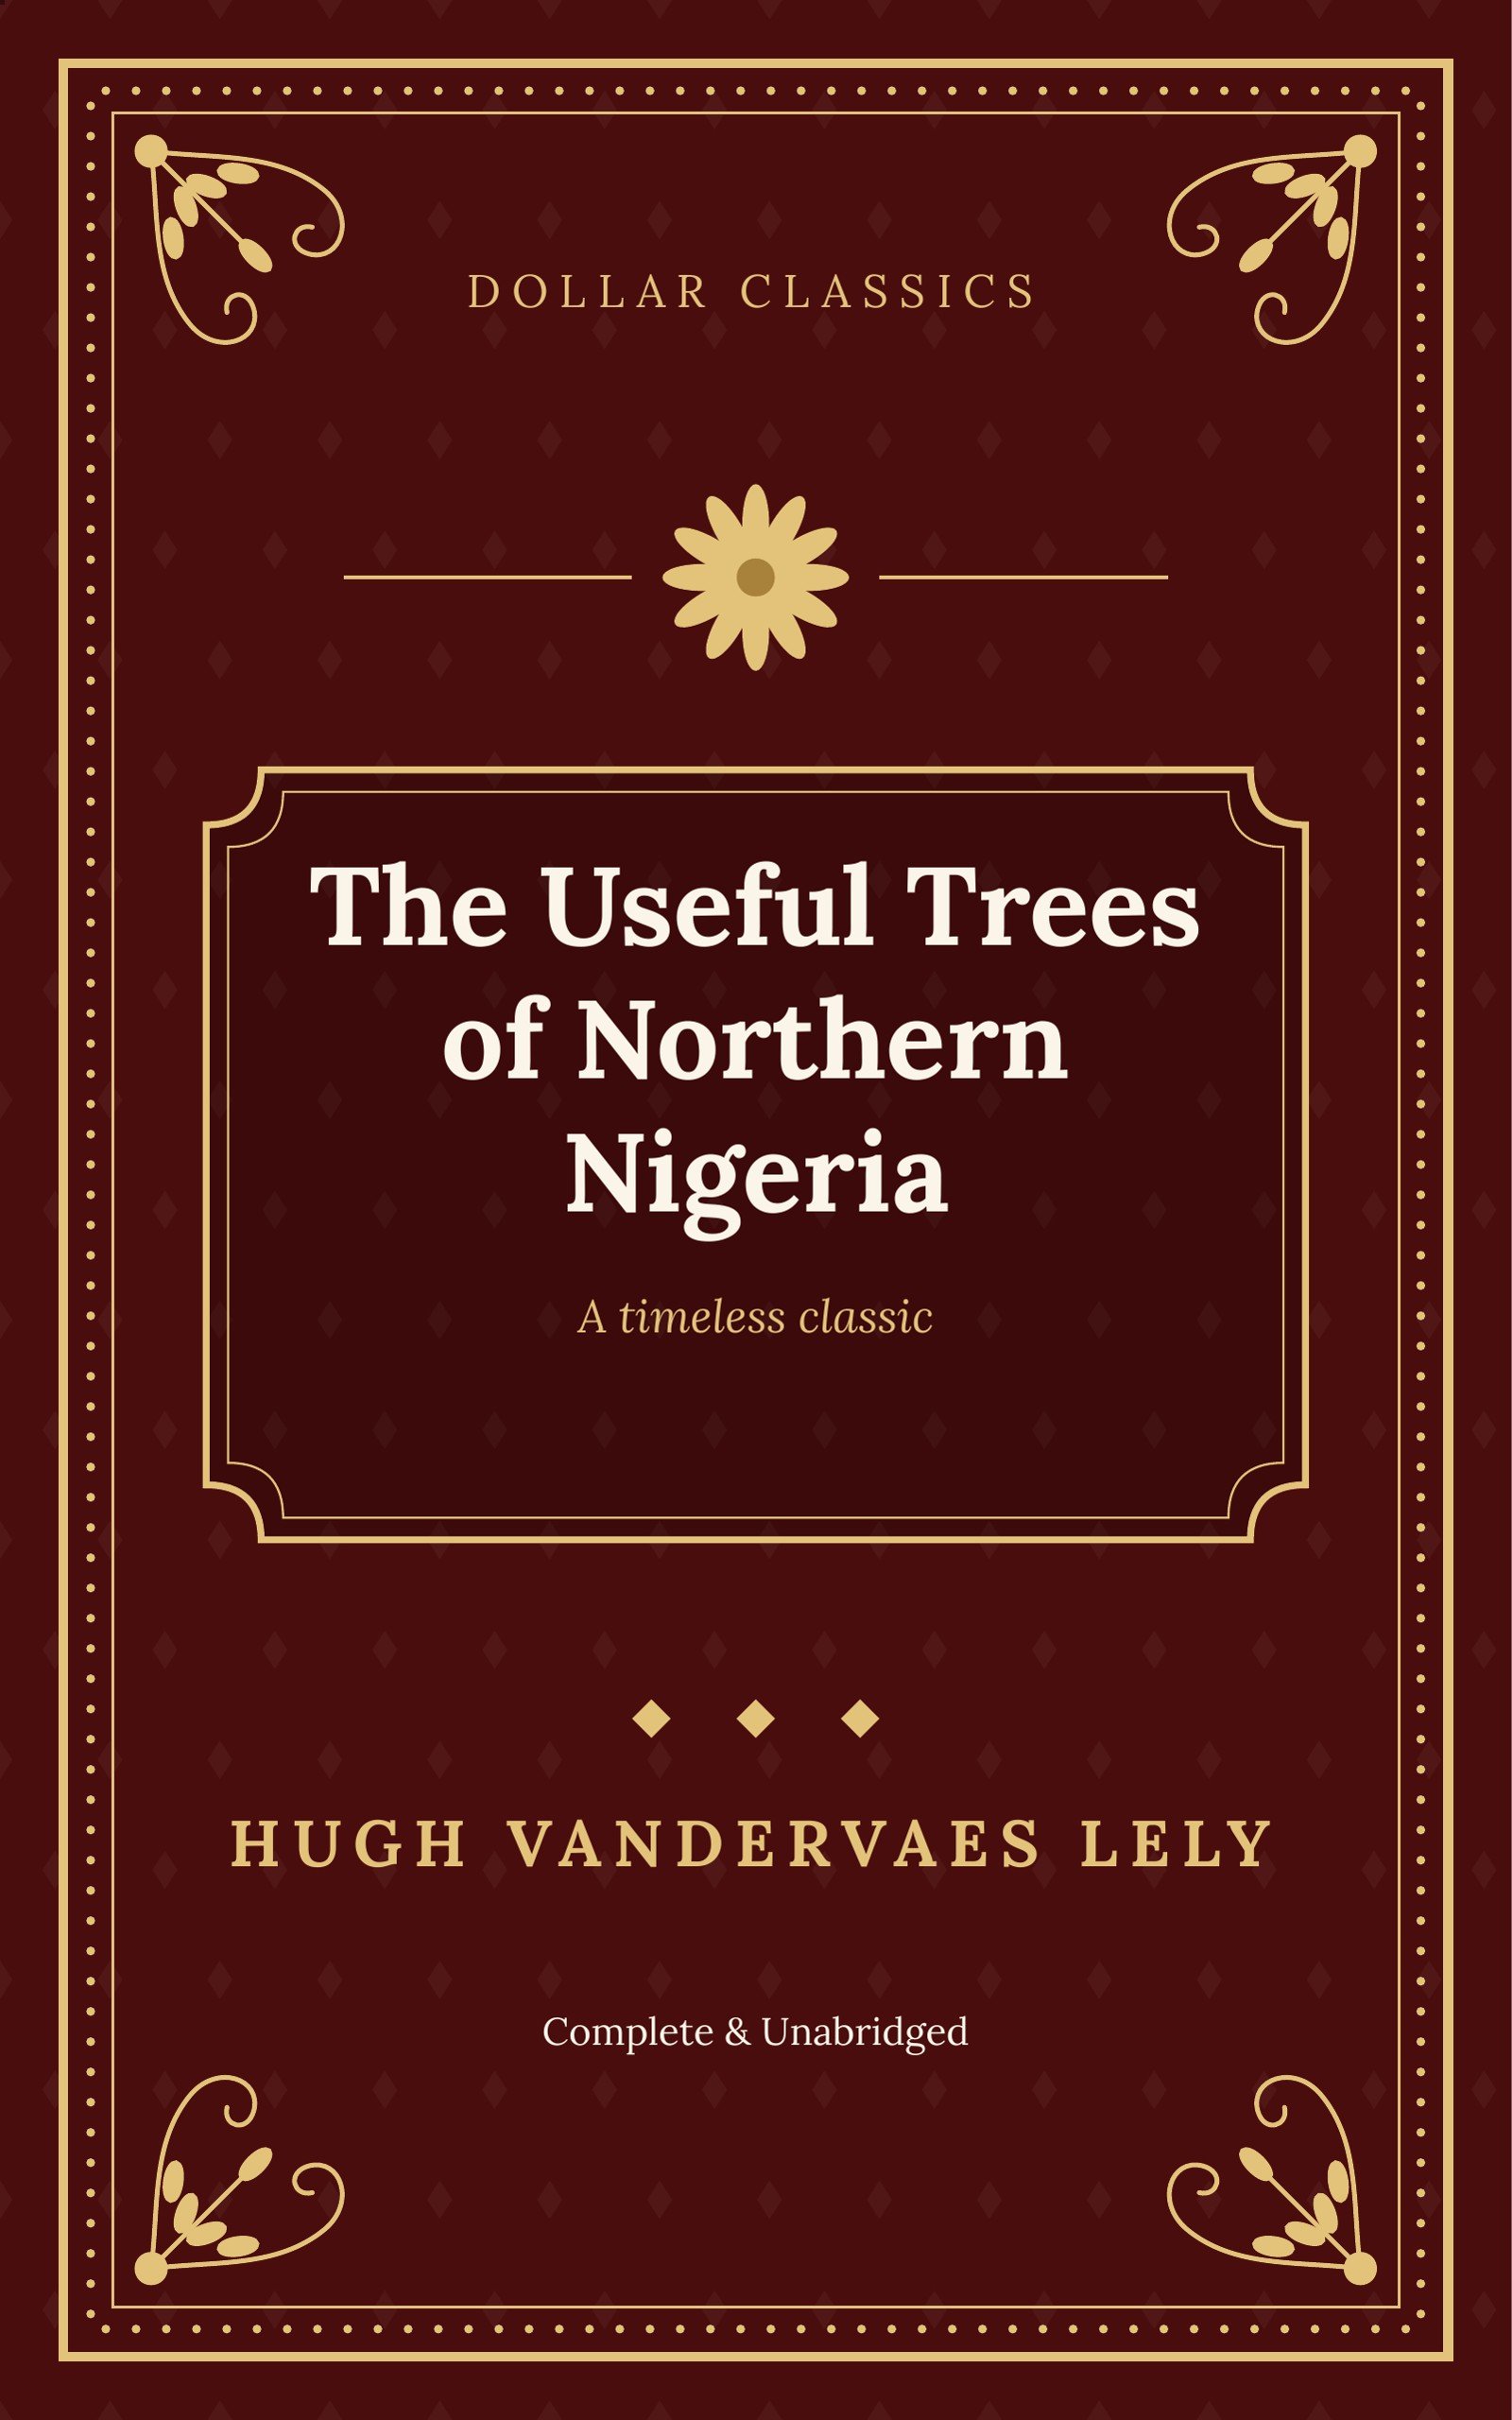 DOLLAR CLASSICS
The Useful Trees
of Northern
Nigeria
A timeless classic
HUGH VANDERVAES LELY
Complete & Unabridged